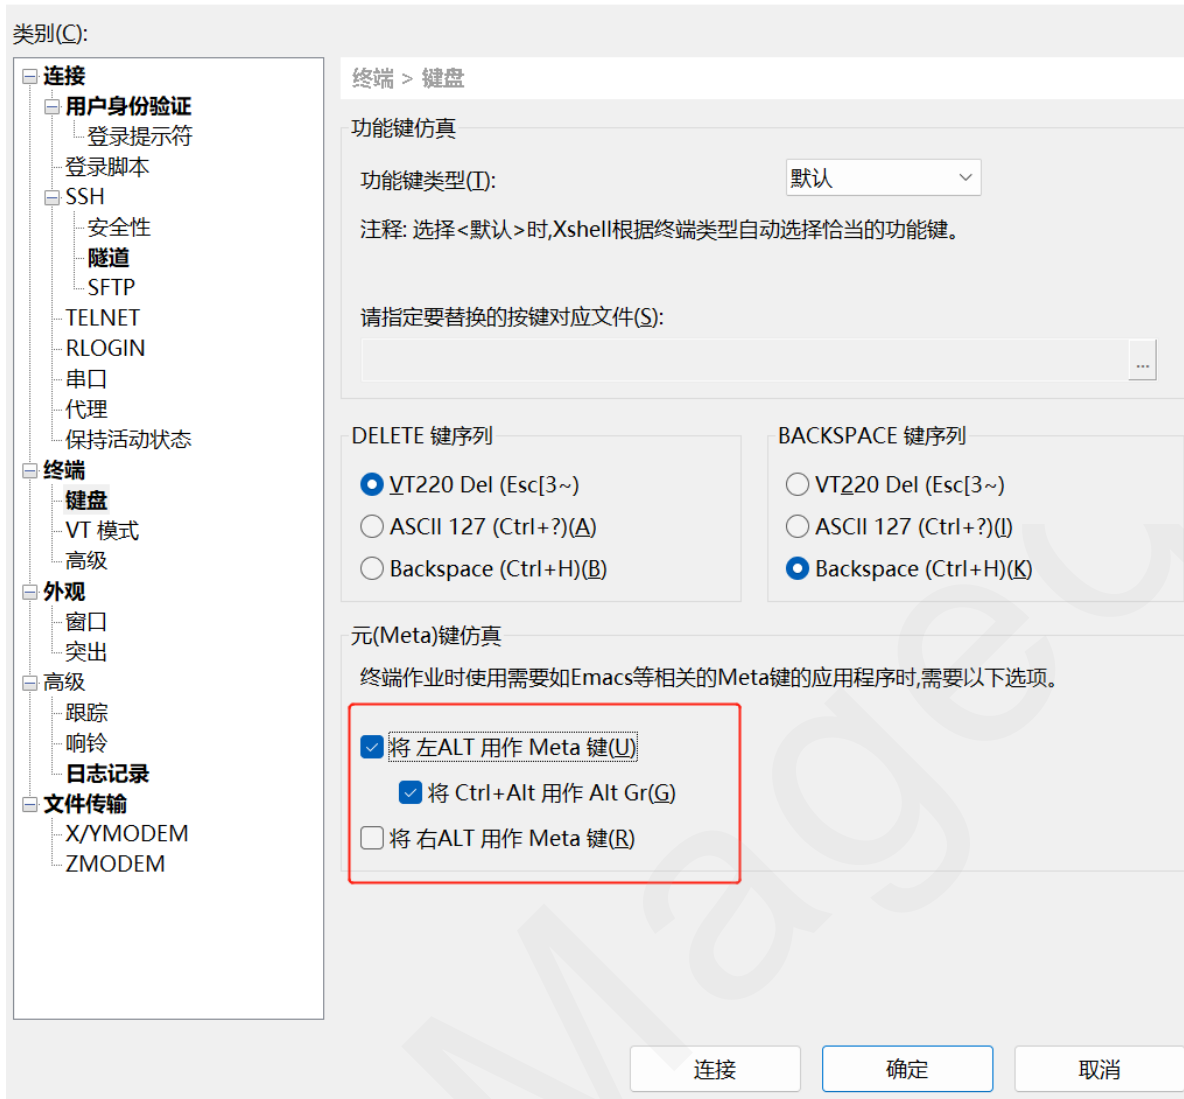 类别(C):
连接
用户身份验证
登录提示符
登录脚本
SSH
安全性
隧道
SFTP
TELNET
RLOGIN
串口
代理
保持活动状态
终端
键盘
VT 模式
高级
外观
窗口
突出
高级
跟踪
响铃
日志记录
文件传输
X/YMODEM
ZMODEM
终端 > 键盘
功能键仿真
功能键类型(T):
默认
注释: 选择<默认>时,Xshell根据终端类型自动选择恰当的功能键。
请指定要替换的按键对应文件(S):
...
DELETE 键序列
VT220 Del (Esc[3~)
ASCII 127 (Ctrl+?)(A)
Backspace (Ctrl+H)(B)
BACKSPACE 键序列
VT220 Del (Esc[3~)
ASCII 127 (Ctrl+?)(I)
Backspace (Ctrl+H)(K)
元(Meta)键仿真
终端作业时使用需要如Emacs等相关的Meta键的应用程序时,需要以下选项。
将 左ALT 用作 Meta 键(U)
将 Ctrl+Alt 用作 Alt Gr(G)
将 右ALT 用作 Meta 键(R)
连接
确定
取消